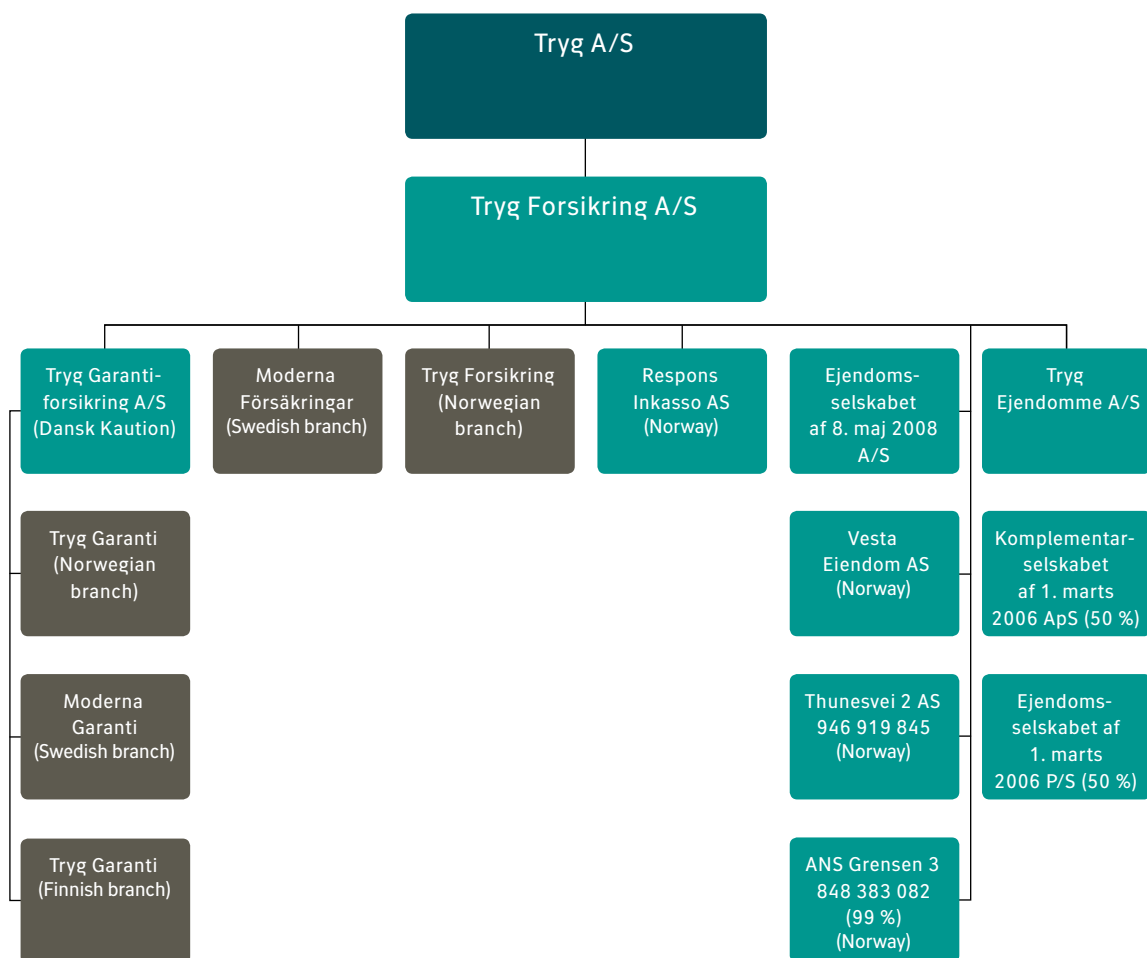 Tryg A/S
Tryg Forsikring A/S
Tryg Garanti-
forsikring A/S
(Dansk Kaution)
Moderna
Försäkringar
(Swedish branch)
Tryg Forsikring
(Norwegian
branch)
Respons
Inkasso AS
(Norway)
Ejendoms-
selskabet
af 8. maj 2008
A/S
Tryg
Ejendomme A/S
Tryg Garanti
(Norwegian
branch)
Vesta
Eiendom AS
(Norway)
Komplementar-
selskabet
af 1. marts
2006 ApS (50 %)
Moderna
Garanti
(Swedish branch)
Thunesvei 2 AS
946 919 845
(Norway)
Ejendoms-
selskabet af
1. marts
2006 P/S (50 %)
Tryg Garanti
(Finnish branch)
ANS Grensen 3
848 383 082
(99 %)
(Norway)